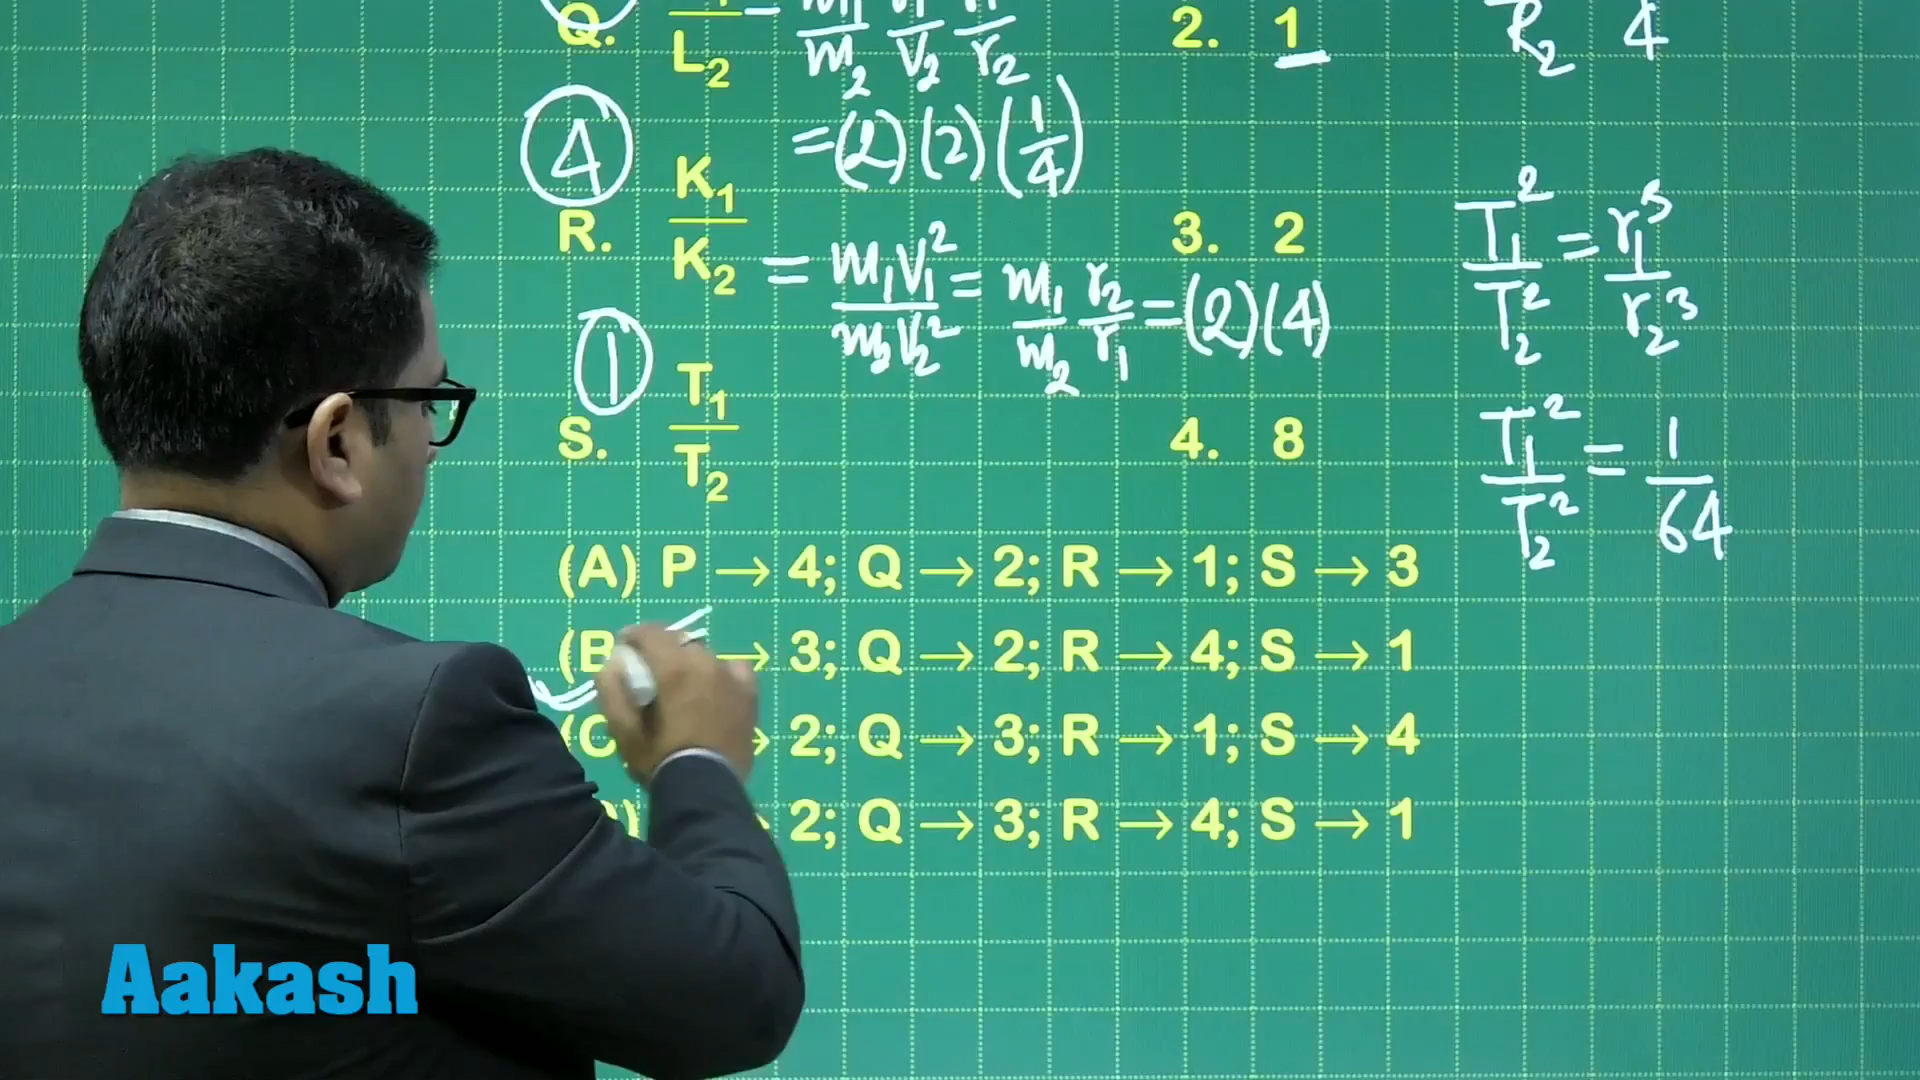 Q. L2 = m1/m2 v1/v2 r1/r2
2. 1
R2 4
④ = (2) (2) (1/4)
R. K1/K2 = m1v1²/m2v2² = m1/m2 r2/r1 = (2)(4)
3. 2
T1²/T2² = r1³/r2³
① S. T1/T2
4. 8
T1²/T2² = 1/64
(A) P → 4; Q → 2; R → 1; S → 3
(B → 3; Q → 2; R → 4; S → 1
(C → 2; Q → 3; R → 1; S → 4
) 2; Q → 3; R → 4; S → 1
Aakash